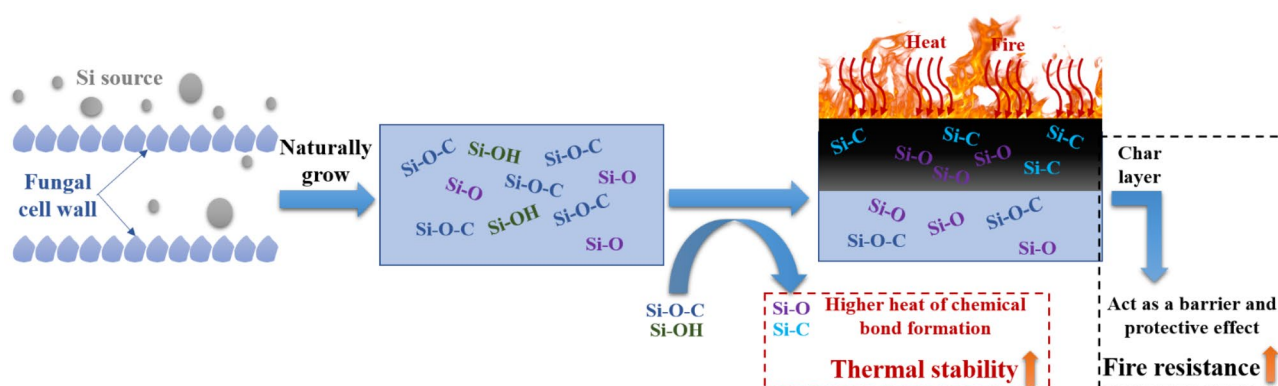 Si source
Fungal
cell wall
Naturally
grow
Si-O-C
Si-OH
Si-O-C
Si-O
Si-O-C
Si-O
Si-O-C
Si-OH
Si-O-C
Si-O
Si-O-C
Si-OH
Si-O
Si-C
Higher heat of chemical
bond formation
Thermal stability
Heat
Fire
Si-C
Si-C
Si-C
Si-O
Si-O
Si-O
Si-C
Si-O
Si-O
Si-O-C
Si-O-C
Si-O
Char
layer
Act as a barrier and
protective effect
Fire resistance